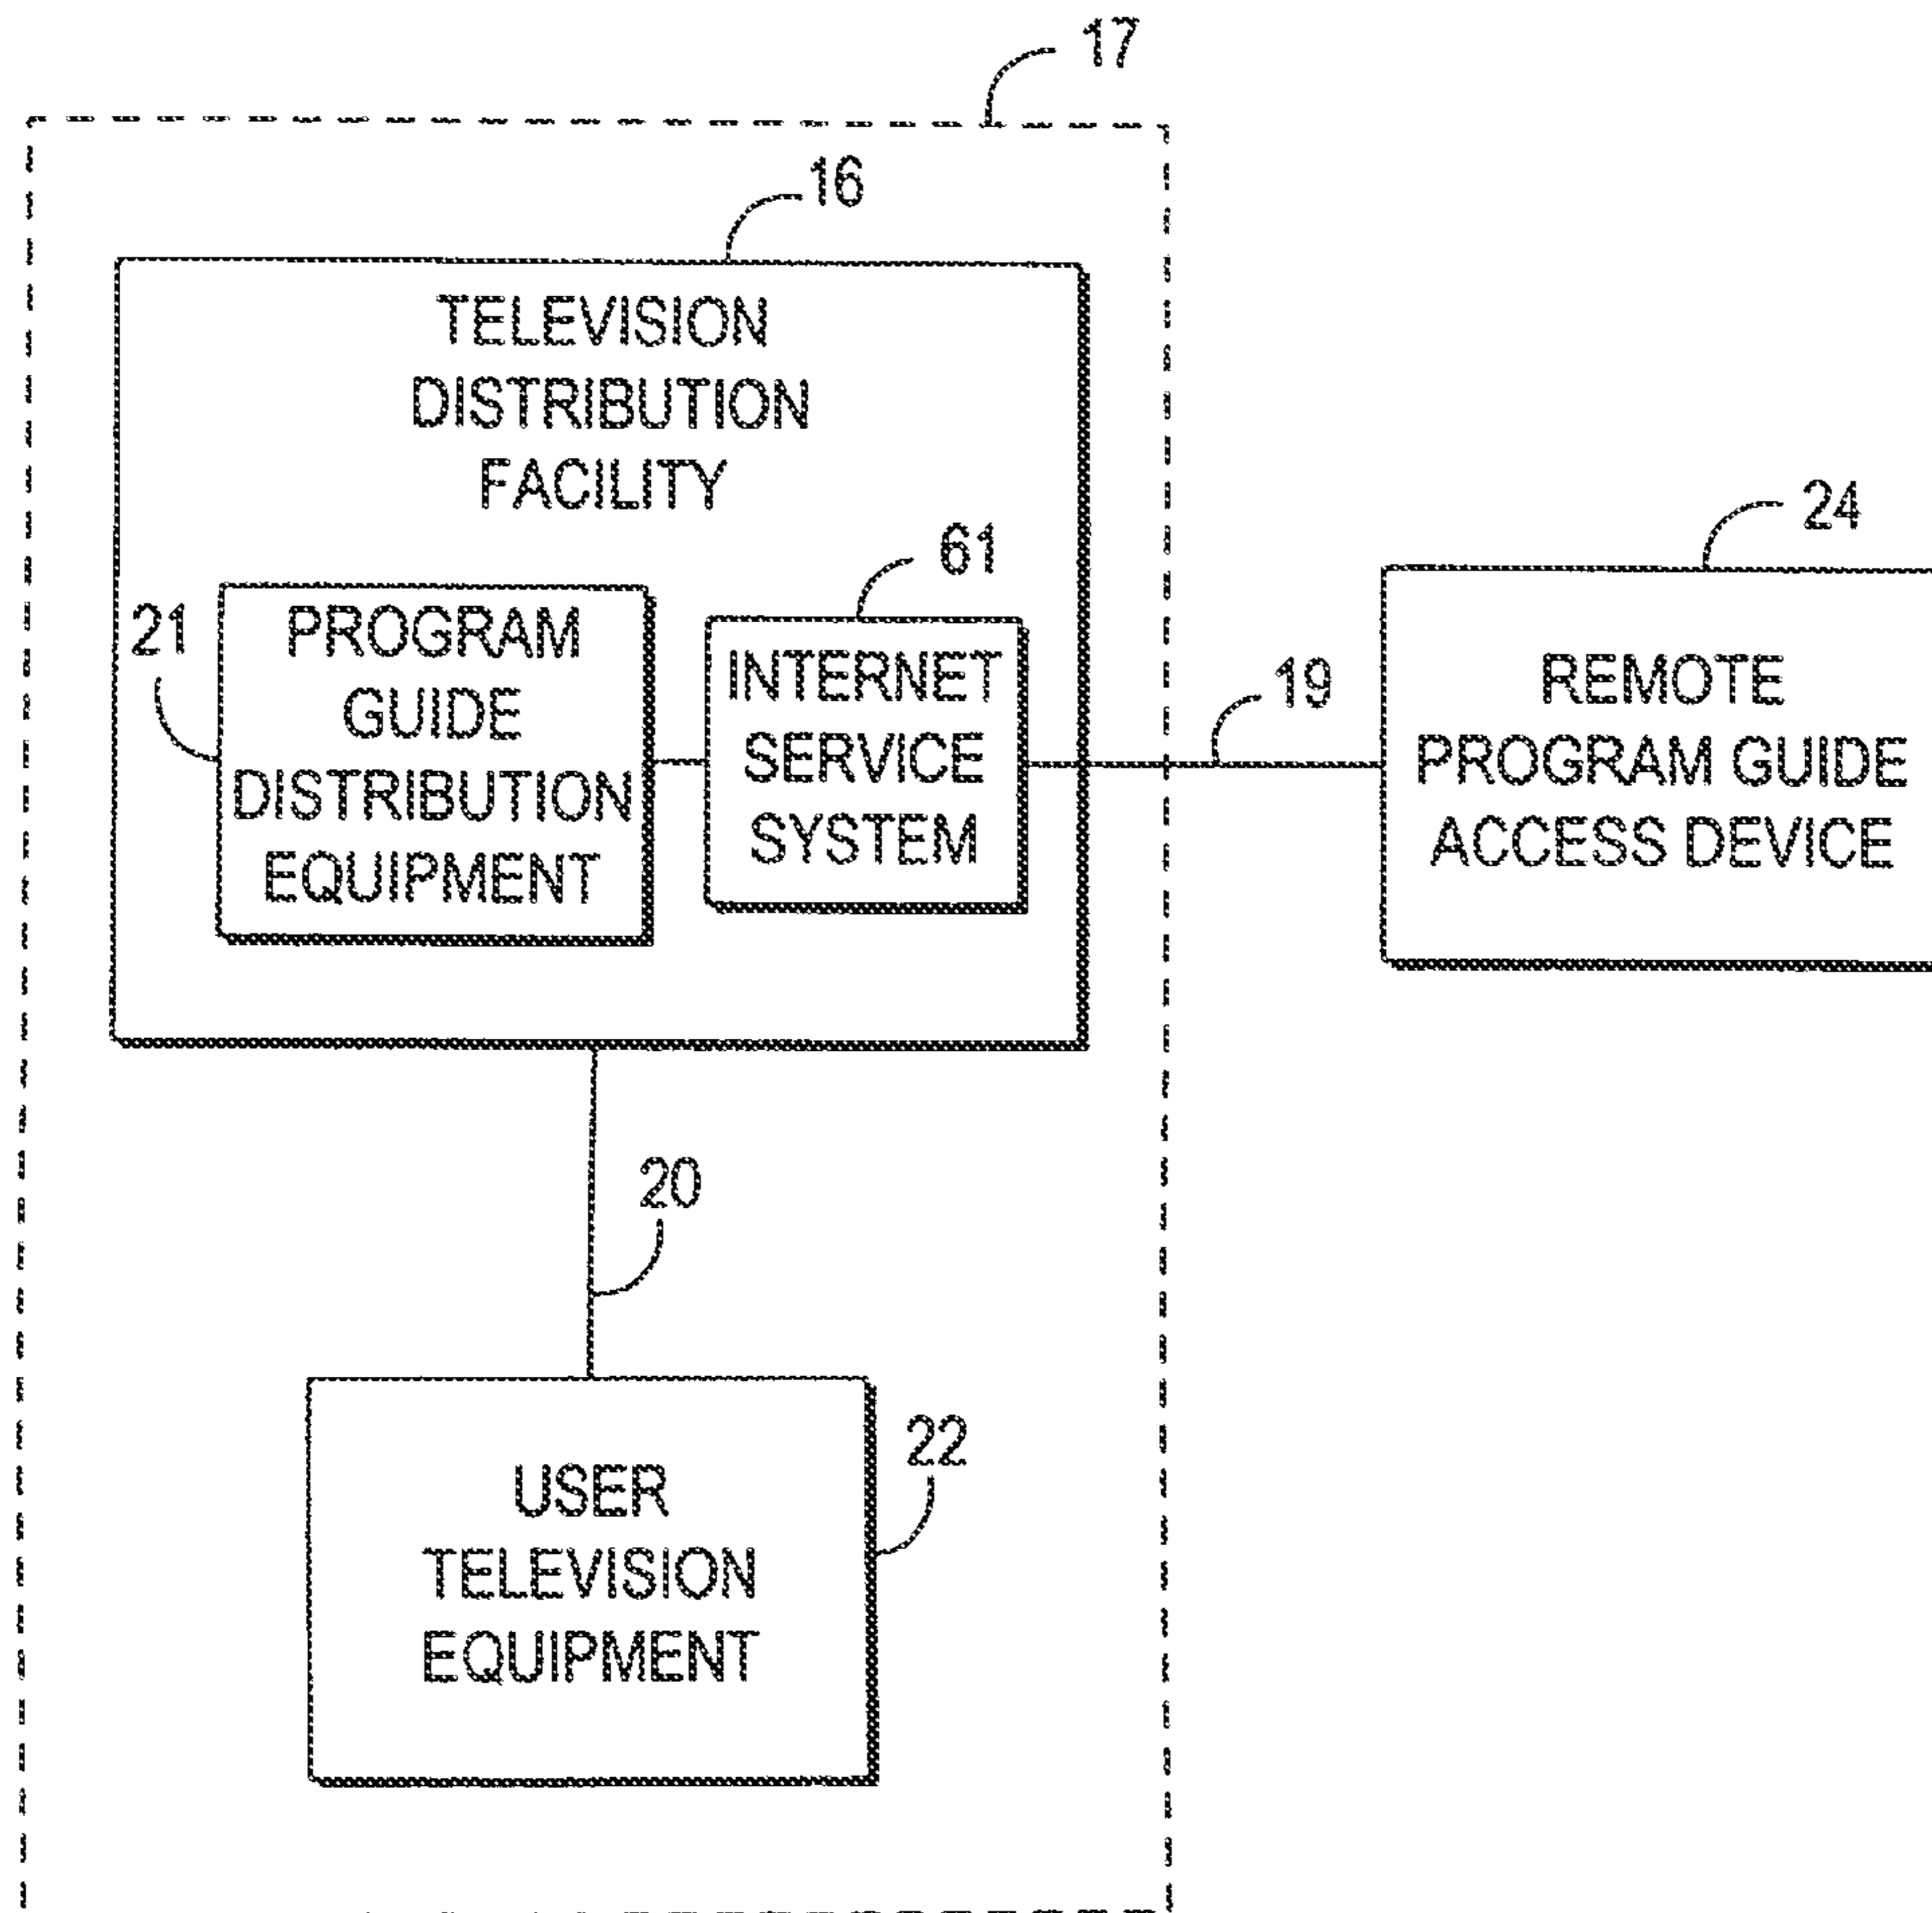 17
16
TELEVISION
DISTRIBUTION
FACILITY
24
61
21
PROGRAM
GUIDE
DISTRIBUTION
EQUIPMENT
INTERNET
SERVICE
SYSTEM
19
REMOTE
PROGRAM GUIDE
ACCESS DEVICE
20
22
USER
TELEVISION
EQUIPMENT